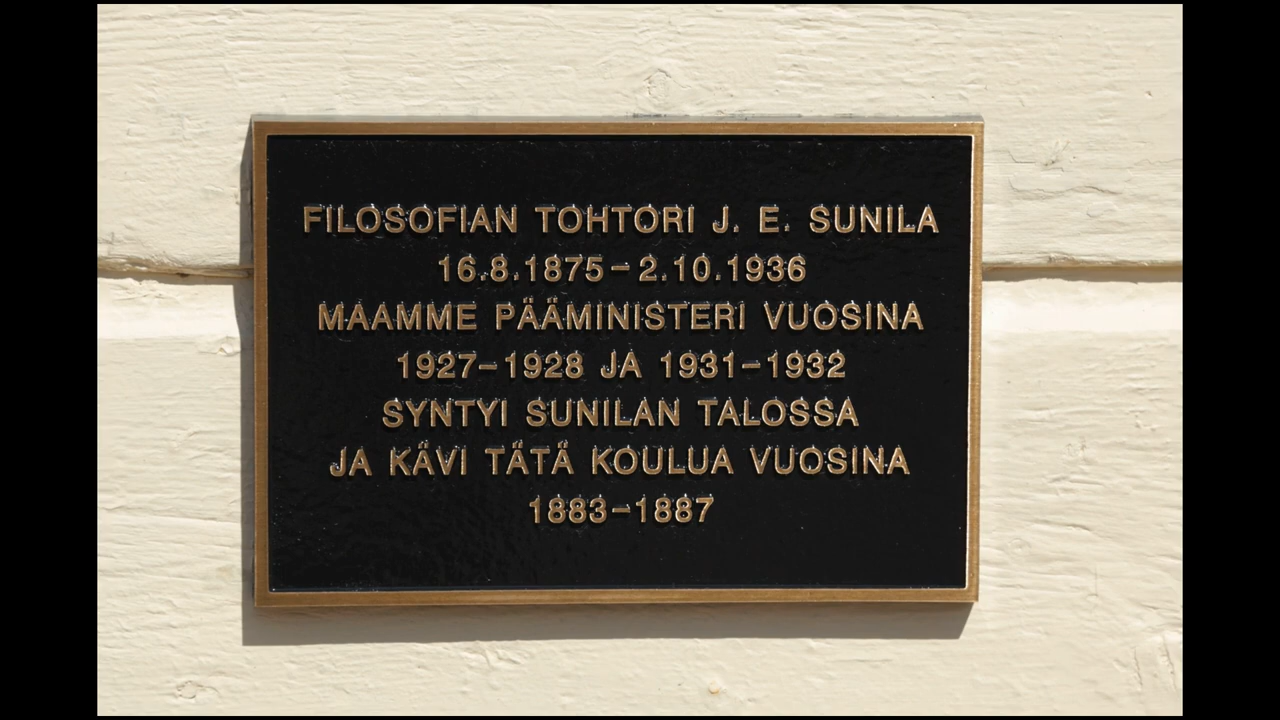 FILOSOFIAN TOHTORI J. E. SUNILA
16.8.1875–2.10.1936
MAAMME PÄÄMINISTERI VUOSINA
1927–1928 JA 1931–1932
SYNTYI SUNILAN TALOSSA
JA KÄVI TÄTÄ KOULUA VUOSINA
1883–1887